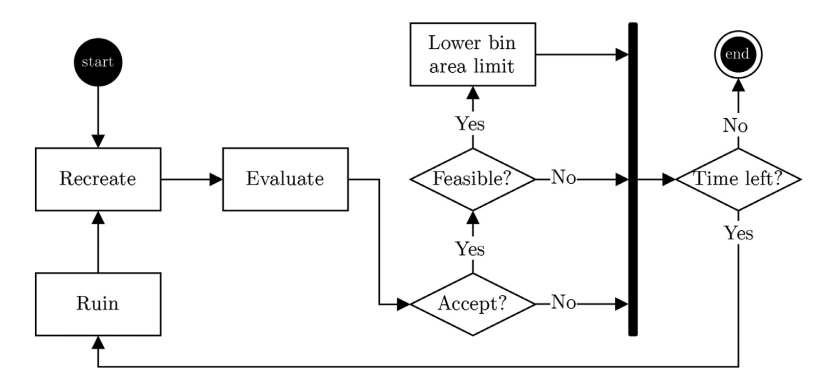 start
Recreate
Ruin
Evaluate
Lower bin
area limit
Yes
Feasible?
No
Yes
Accept?
No
end
No
Time left?
Yes